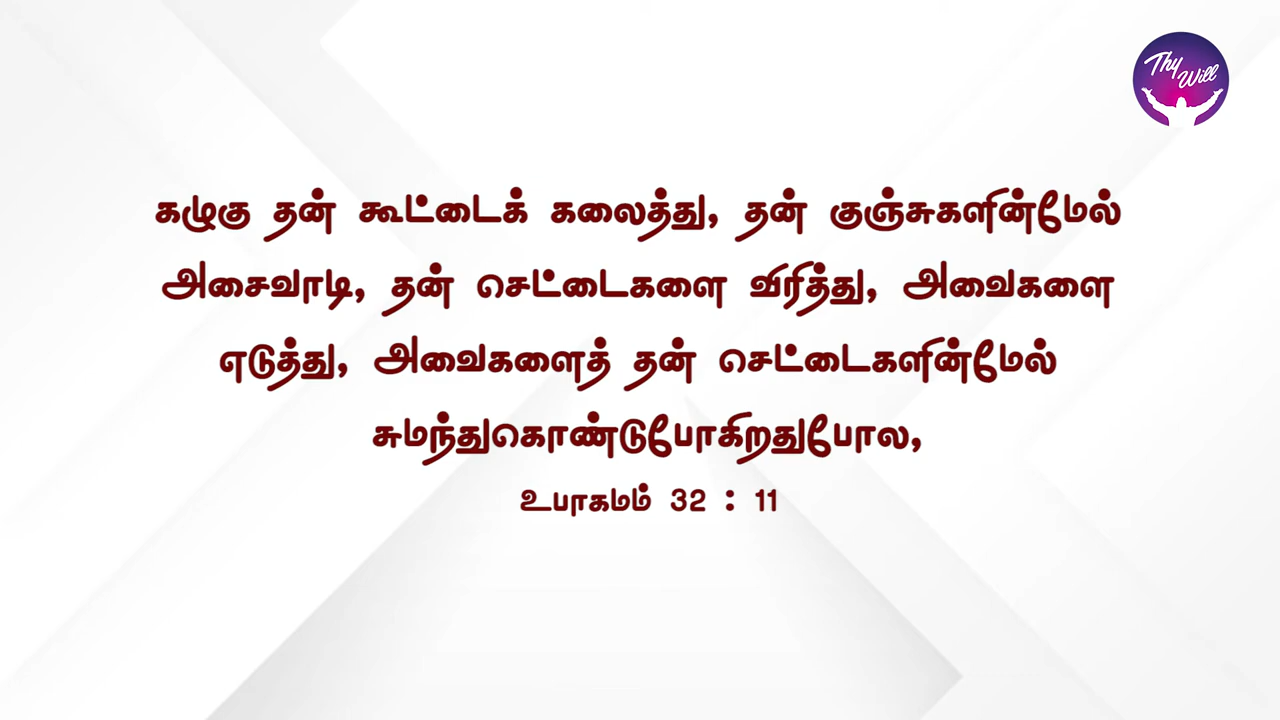 Thy Will
கழுகு தன் கூட்டைக் கலைத்து, தன் குஞ்சுகளின்மேல்
அசைவாடி, தன் செட்டைகளை விரித்து, அவைகளை
எடுத்து, அவைகளைத் தன் செட்டைகளின்மேல்
சுமந்துகொண்டுபோகிறதுபோல,
உபாகமம் 32 : 11